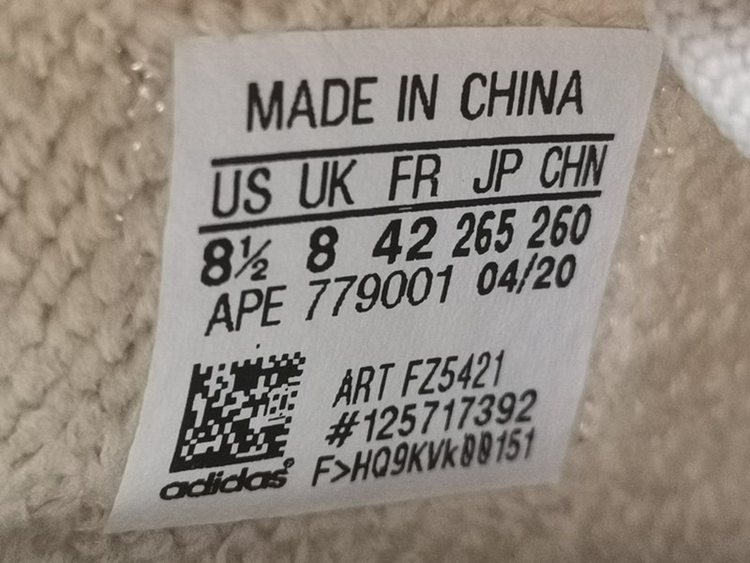 MADE IN CHINA
US UK FR JP CHN
8½ 8 42 265 260
APE 779001 04/20
ART FZ5421
#125717392
F>HQ9KVk00151
adidas®